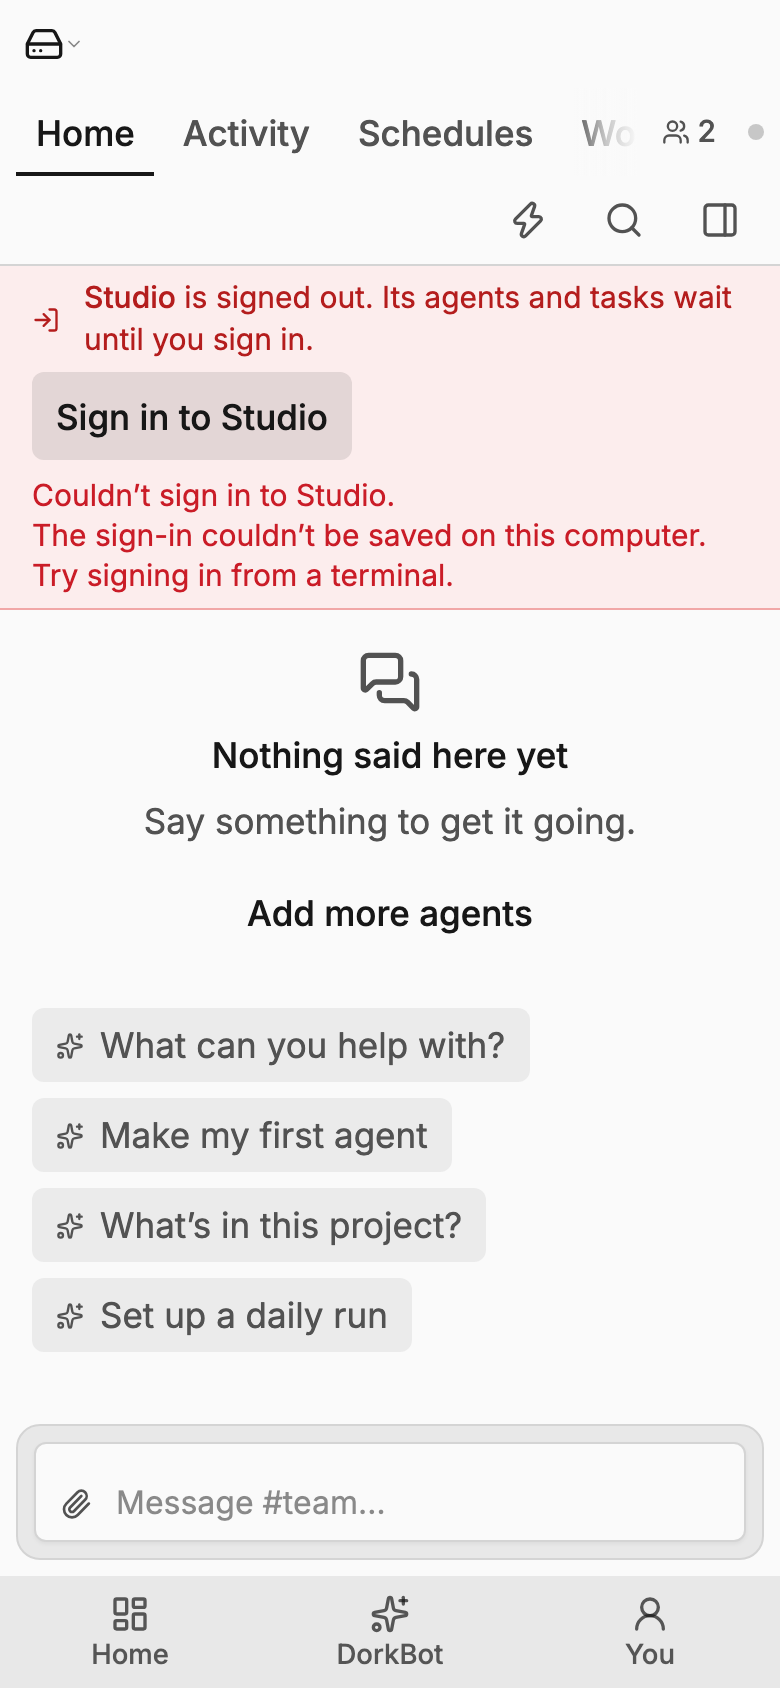 Home Activity Schedules Wo 2
Studio is signed out. Its agents and tasks wait
until you sign in.
Sign in to Studio
Couldn’t sign in to Studio.
The sign-in couldn’t be saved on this computer.
Try signing in from a terminal.
Nothing said here yet
Say something to get it going.
Add more agents
What can you help with?
Make my first agent
What’s in this project?
Set up a daily run
Message #team...
Home DorkBot You